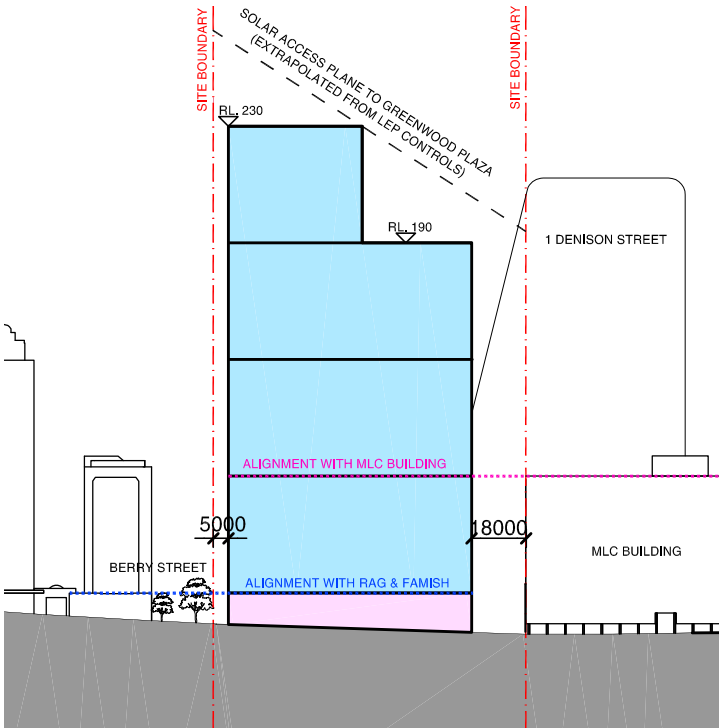 SITE BOUNDARY
SOLAR ACCESS PLANE TO GREENWOOD PLAZA
(EXTRAPOLATED FROM LEP CONTROLS)
SITE BOUNDARY
RL. 230
RL. 190
1 DENISON STREET
ALIGNMENT WITH MLC BUILDING
5000
18000
MLC BUILDING
BERRY STREET
ALIGNMENT WITH RAG & FAMISH